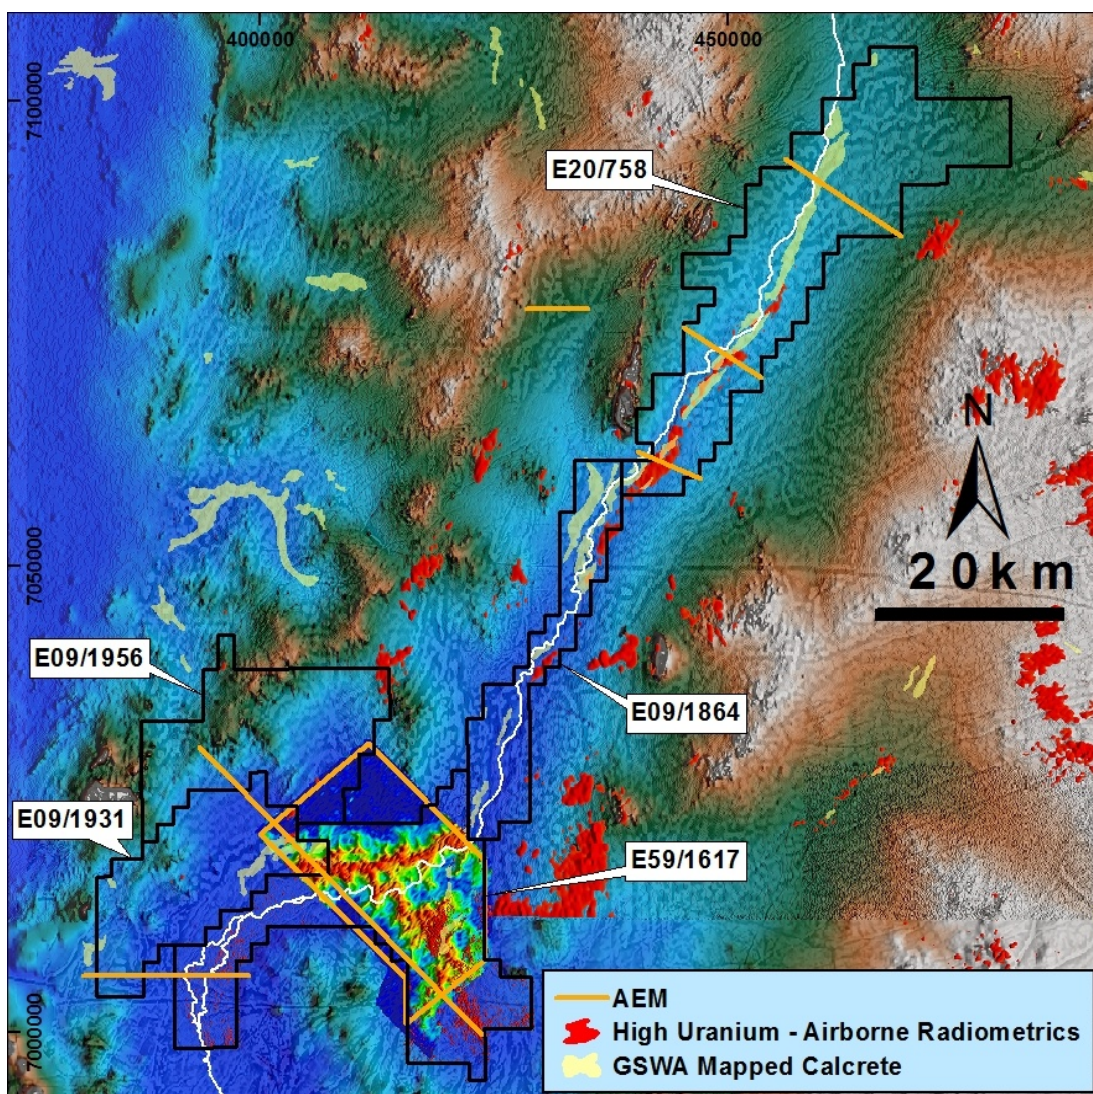 400000
450000
7100000
E20/758
N
7050000
20km
E09/1956
E09/1864
E09/1931
E59/1617
AEM
High Uranium - Airborne Radiometrics
7000000
GSWA Mapped Calcrete